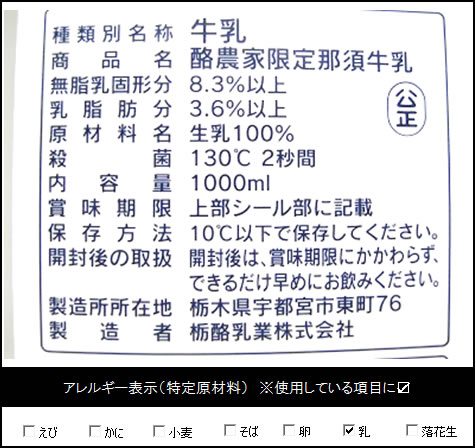 種類別名称 牛乳
商品名 酪農家限定那須牛乳
無脂乳固形分 8.3%以上
乳脂肪分 3.6%以上
公正
原材料名 生乳100%
殺菌 130℃ 2秒間
内容量 1000ml
賞味期限 上部シール部に記載
保存方法 10℃以下で保存してください。
開封後の取扱 開封後は、賞味期限にかかわらず、
できるだけ早めにお飲みください。
製造所所在地 栃木県宇都宮市東町76
製造者 栃酪乳業株式会社
アレルギー表示（特定原材料） ※使用している項目に☑
☐えび ☐かに ☐小麦 ☐そば ☐卵 ☑乳 ☐落花生